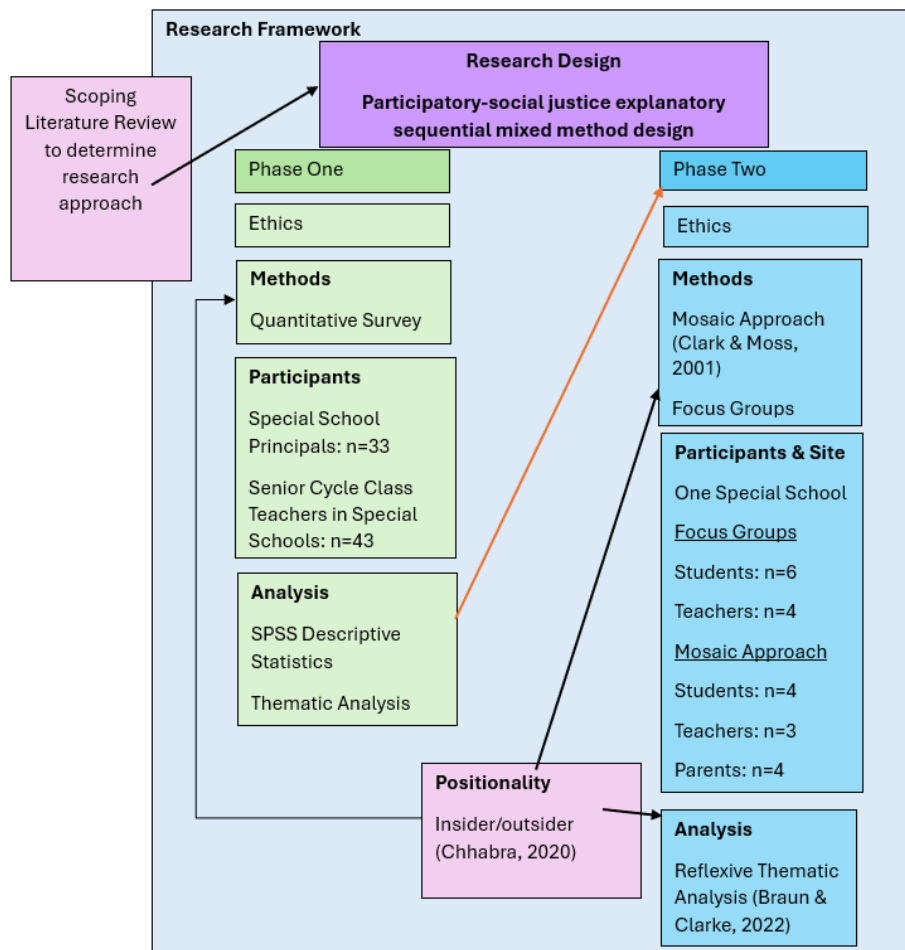 Research Framework
Research Design
Participatory-social justice explanatory
sequential mixed method design
Scoping
Literature Review
to determine
research
approach
Phase One
Ethics
Methods
Quantitative Survey
Participants
Special School
Principals: n=33
Senior Cycle Class
Teachers in Special
Schools: n=43
Analysis
SPSS Descriptive
Statistics
Thematic Analysis
Positionality
Insider/outsider
(Chhabra, 2020)
Phase Two
Ethics
Methods
Mosaic Approach
(Clark & Moss,
2001)
Focus Groups
Participants & Site
One Special School
Focus Groups
Students: n=6
Teachers: n=4
Mosaic Approach
Students: n=4
Teachers: n=3
Parents: n=4
Analysis
Reflexive Thematic
Analysis (Braun &
Clarke, 2022)